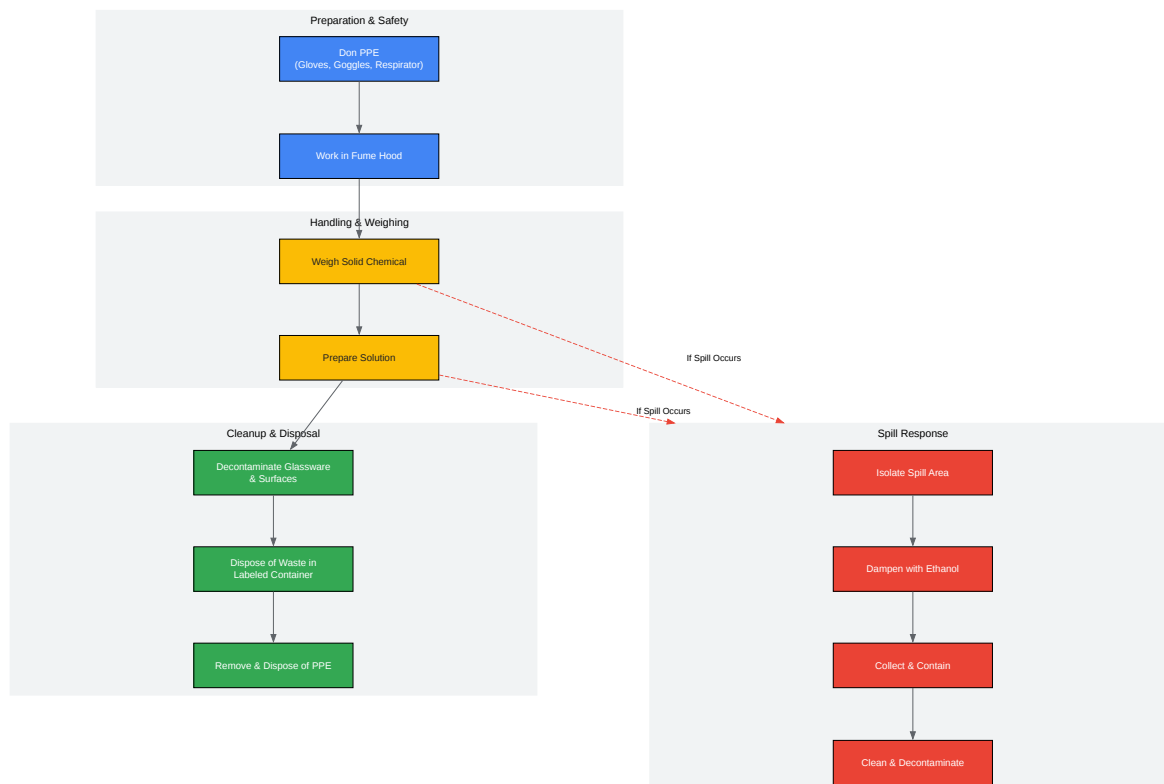 Preparation & Safety
Don PPE
(Gloves, Goggles, Respirator)
Work in Fume Hood
Handling & Weighing
Weigh Solid Chemical
Prepare Solution
If Spill Occurs
If Spill Occurs
Cleanup & Disposal
Decontaminate Glassware
& Surfaces
Dispose of Waste in
Labeled Container
Remove & Dispose of PPE
Spill Response
Isolate Spill Area
Dampen with Ethanol
Collect & Contain
Clean & Decontaminate